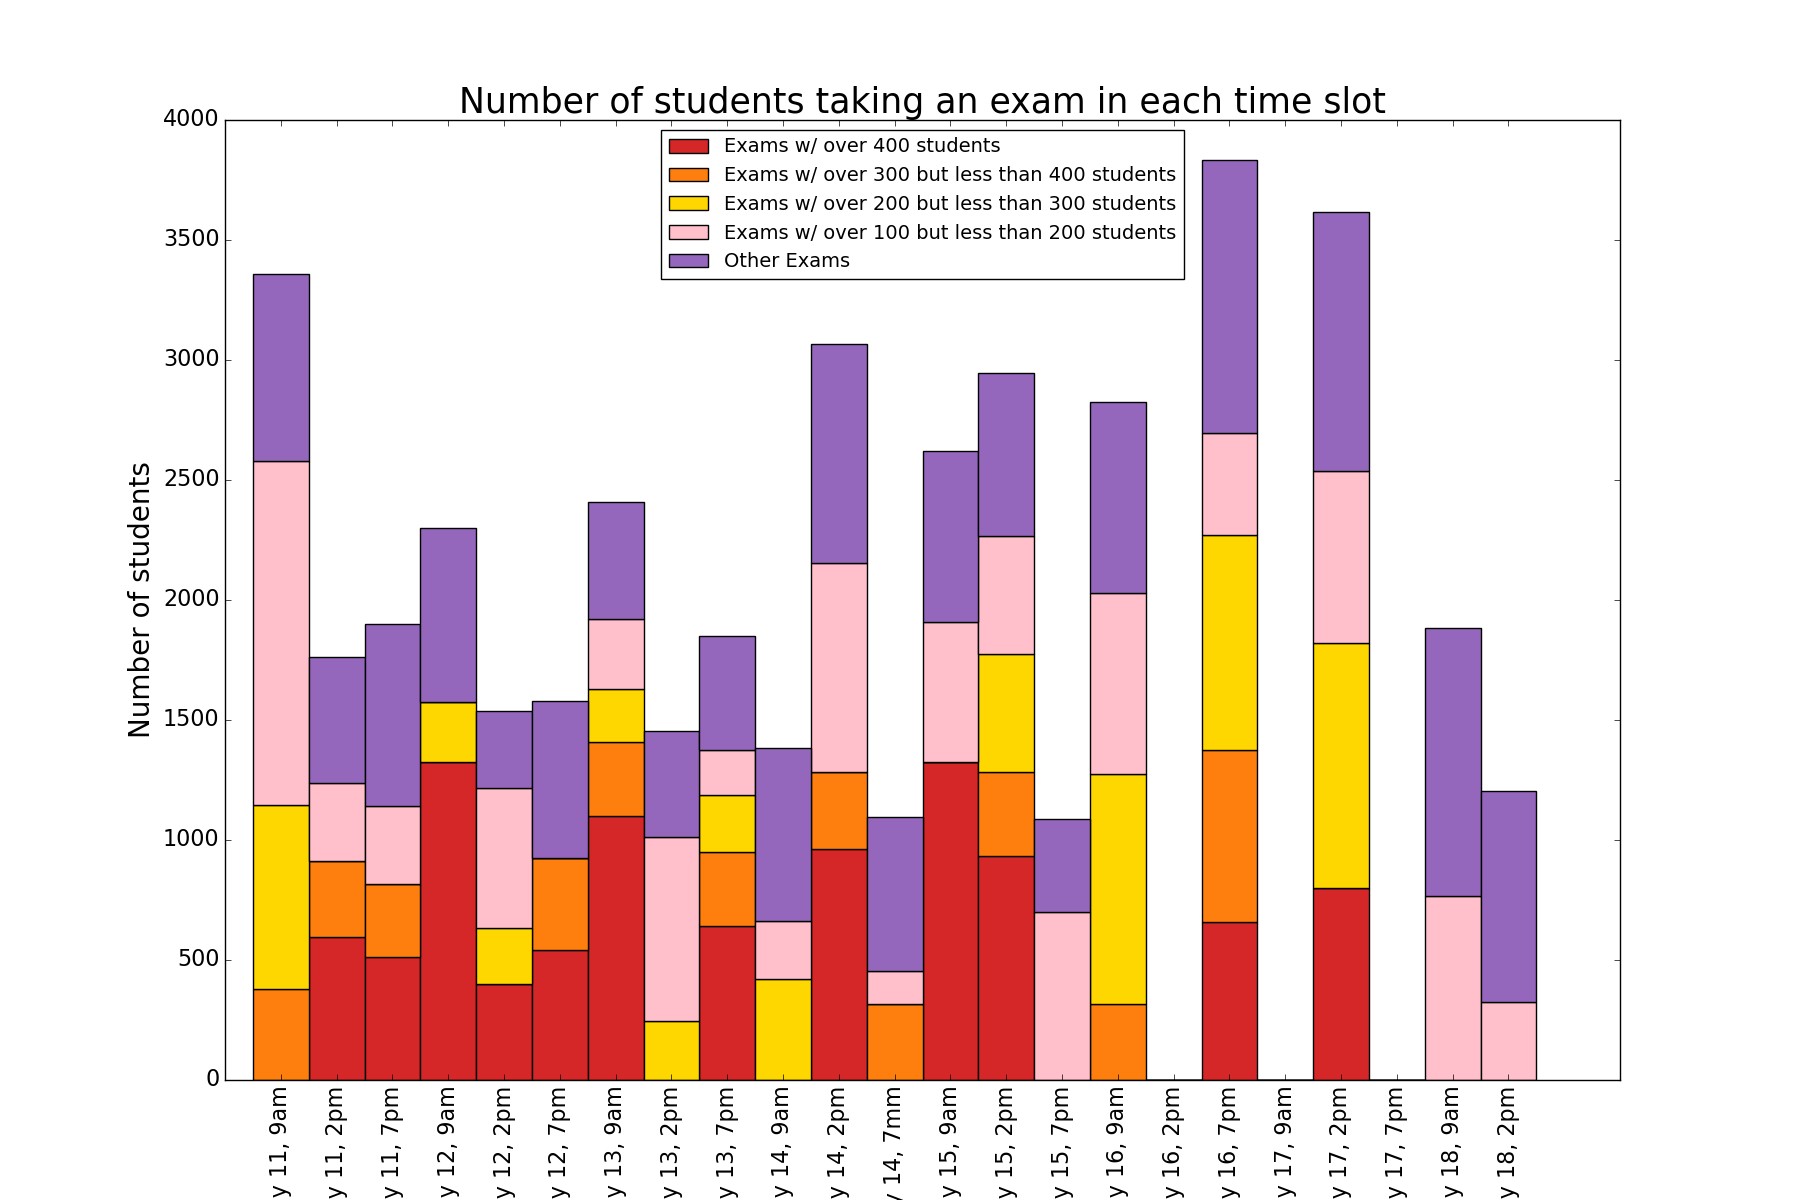 Number of students taking an exam in each time slot
Exams w/ over 400 students
Exams w/ over 300 but less than 400 students
Exams w/ over 200 but less than 300 students
Exams w/ over 100 but less than 200 students
Other Exams
Number of students
4000
3500
3000
2500
2000
1500
1000
500
0
y 11, 9am
y 11, 2pm
y 11, 7pm
y 12, 9am
y 12, 2pm
y 12, 7pm
y 13, 9am
y 13, 2pm
y 13, 7pm
y 14, 9am
y 14, 2pm
y 14, 7mm
y 15, 9am
y 15, 2pm
y 15, 7pm
y 16, 9am
y 16, 2pm
y 16, 7pm
y 17, 9am
y 17, 2pm
y 17, 7pm
y 18, 9am
y 18, 2pm